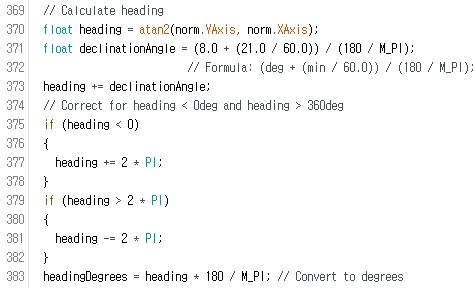 369 // Calculate heading
370 float heading = atan2(norm.YAxis, norm.XAxis);
371 float declinationAngle = (8.0 + (21.0 / 60.0)) / (180 / M_PI);
372 // Formula: (deg + (min / 60.0)) / (180 / M_PI);
373 heading += declinationAngle;
374 // Correct for heading < 0deg and heading > 360deg
375 if (heading < 0)
376 {
377 heading += 2 * PI;
378 }
379 if (heading > 2 * PI)
380 {
381 heading -= 2 * PI;
382 }
383 headingDegrees = heading * 180 / M_PI; // Convert to degrees